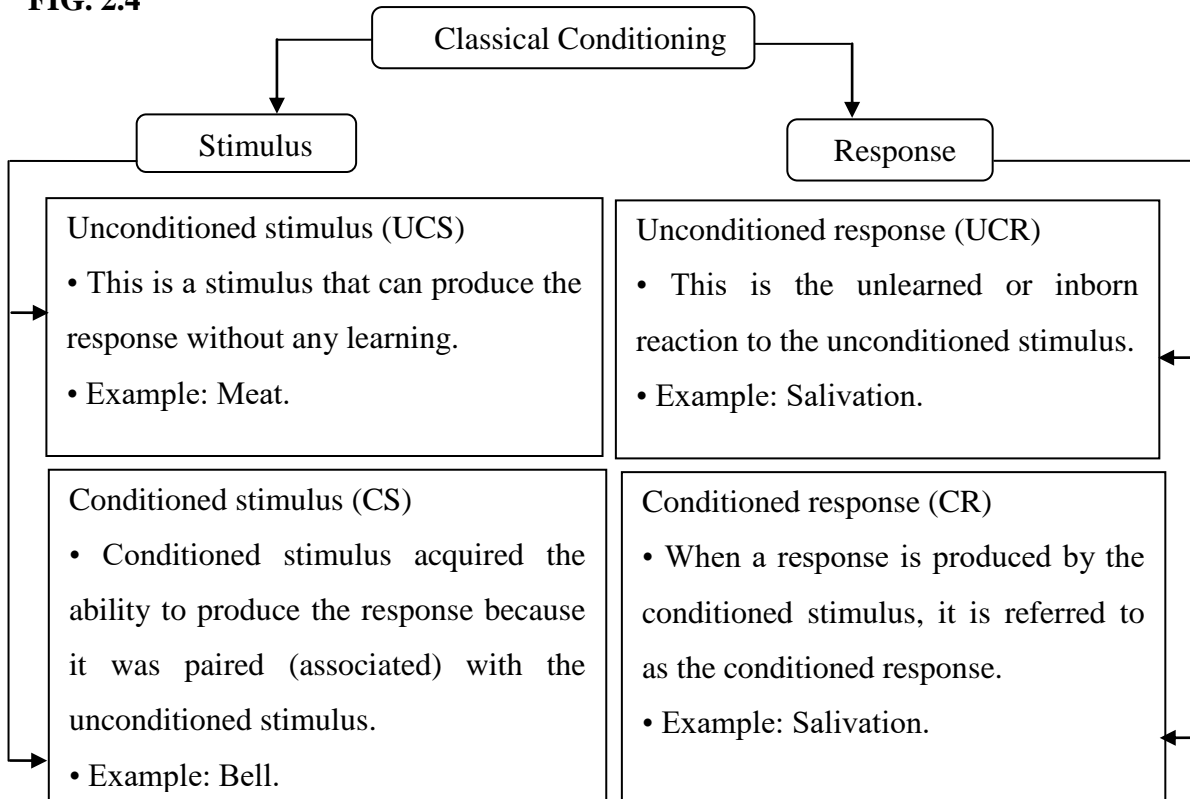 FIG. 2.4
Classical Conditioning
Stimulus
Response
Unconditioned stimulus (UCS)
• This is a stimulus that can produce the
response without any learning.
• Example: Meat.
Unconditioned response (UCR)
• This is the unlearned or inborn
reaction to the unconditioned stimulus.
• Example: Salivation.
Conditioned stimulus (CS)
• Conditioned stimulus acquired the
ability to produce the response because
it was paired (associated) with the
unconditioned stimulus.
• Example: Bell.
Conditioned response (CR)
• When a response is produced by the
conditioned stimulus, it is referred to
as the conditioned response.
• Example: Salivation.